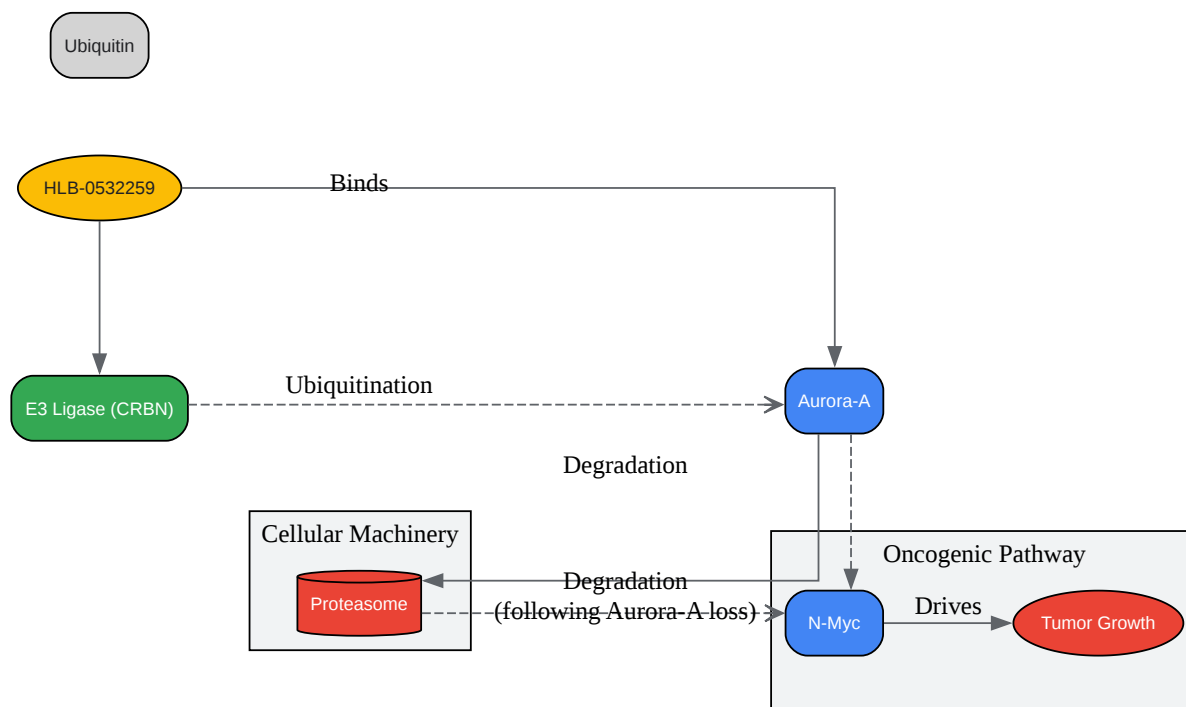 Ubiquitin
HLB-0532259
Binds
E3 Ligase (CRBN)
Ubiquitination
Aurora-A
Degradation
Cellular Machinery
Oncogenic Pathway
Proteasome
Degradation
(following Aurora-A loss)
N-Myc
Drives
Tumor Growth